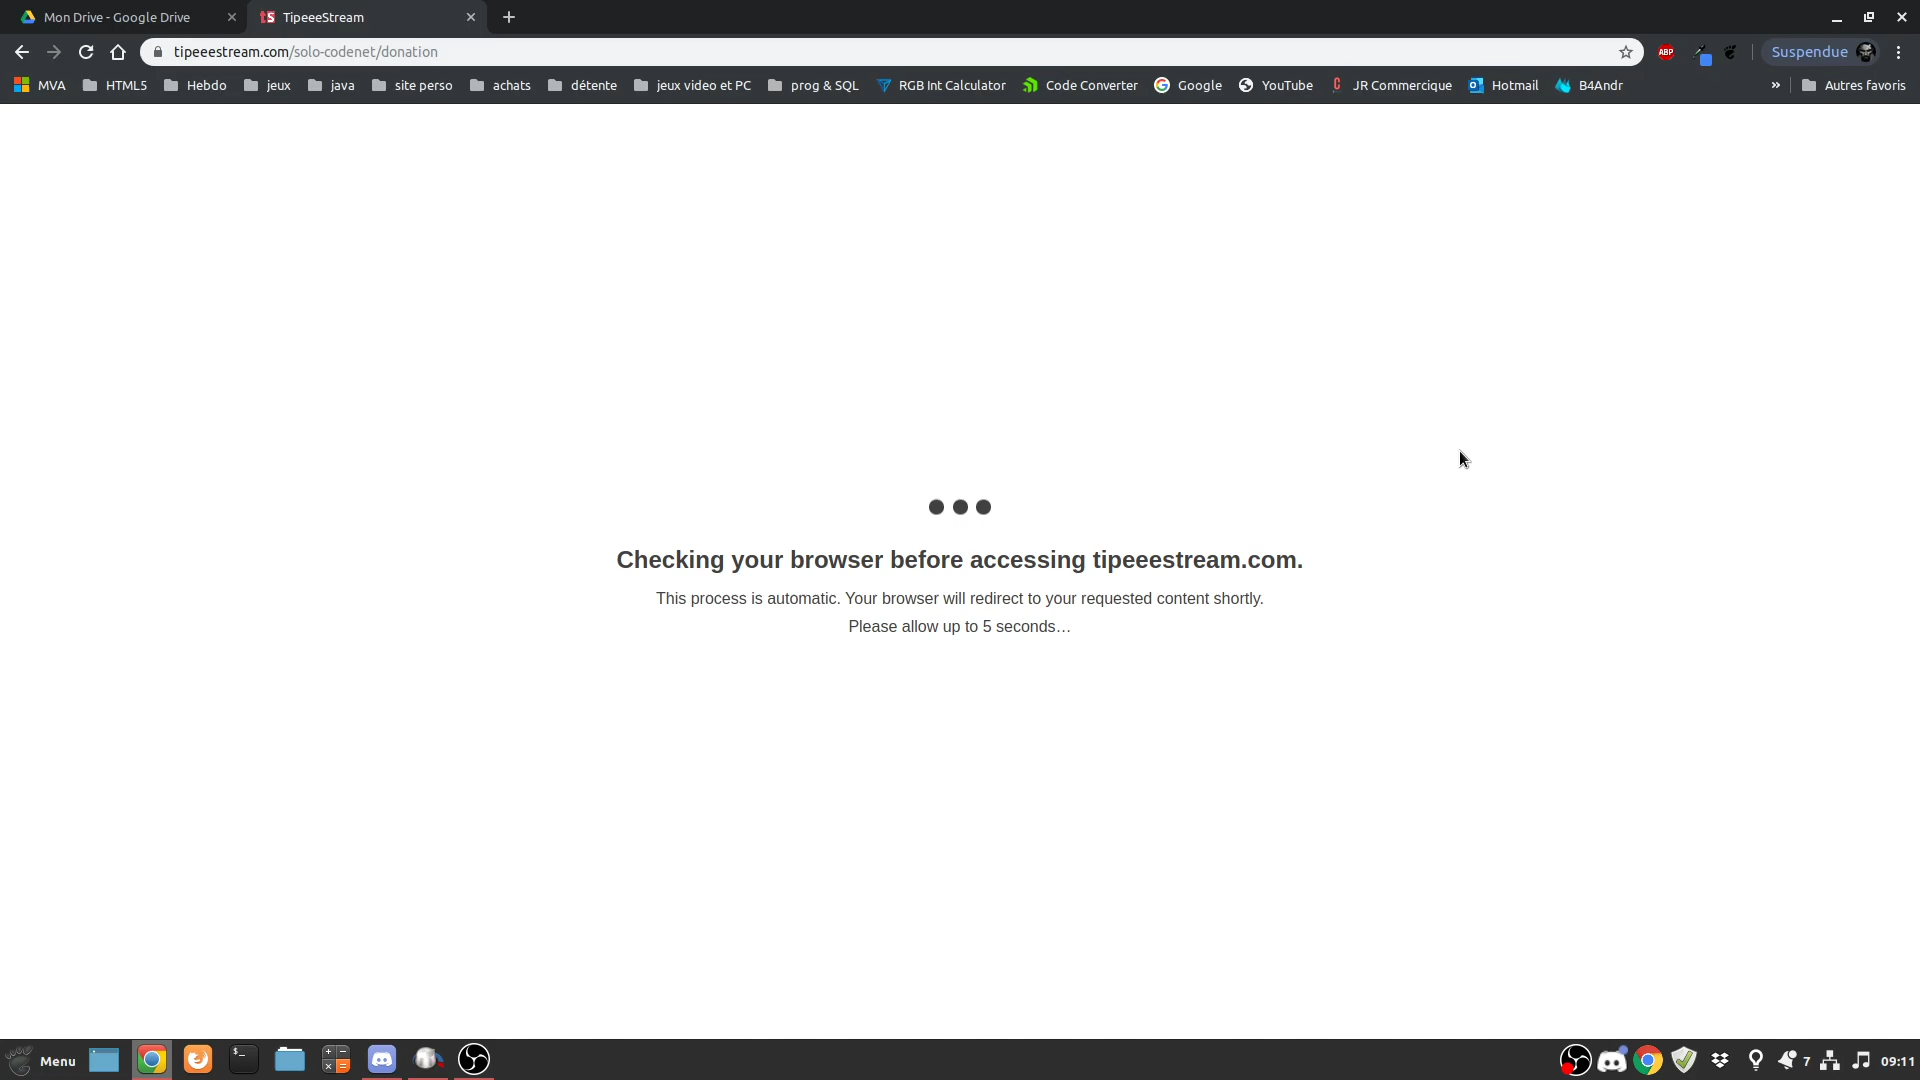 Mon Drive - Google Drive
TipeeeStream
tipeeestream.com/solo-codenet/donation
ABP
Suspendue
MVA
HTML5
Hebdo
jeux
java
site perso
achats
détente
jeux video et PC
prog & SQL
RGB Int Calculator
Code Converter
Google
YouTube
JR Commercique
Hotmail
B4Andr
»
Autres favoris
Checking your browser before accessing tipeeestream.com.
This process is automatic. Your browser will redirect to your requested content shortly.
Please allow up to 5 seconds…
Menu
7
09:11